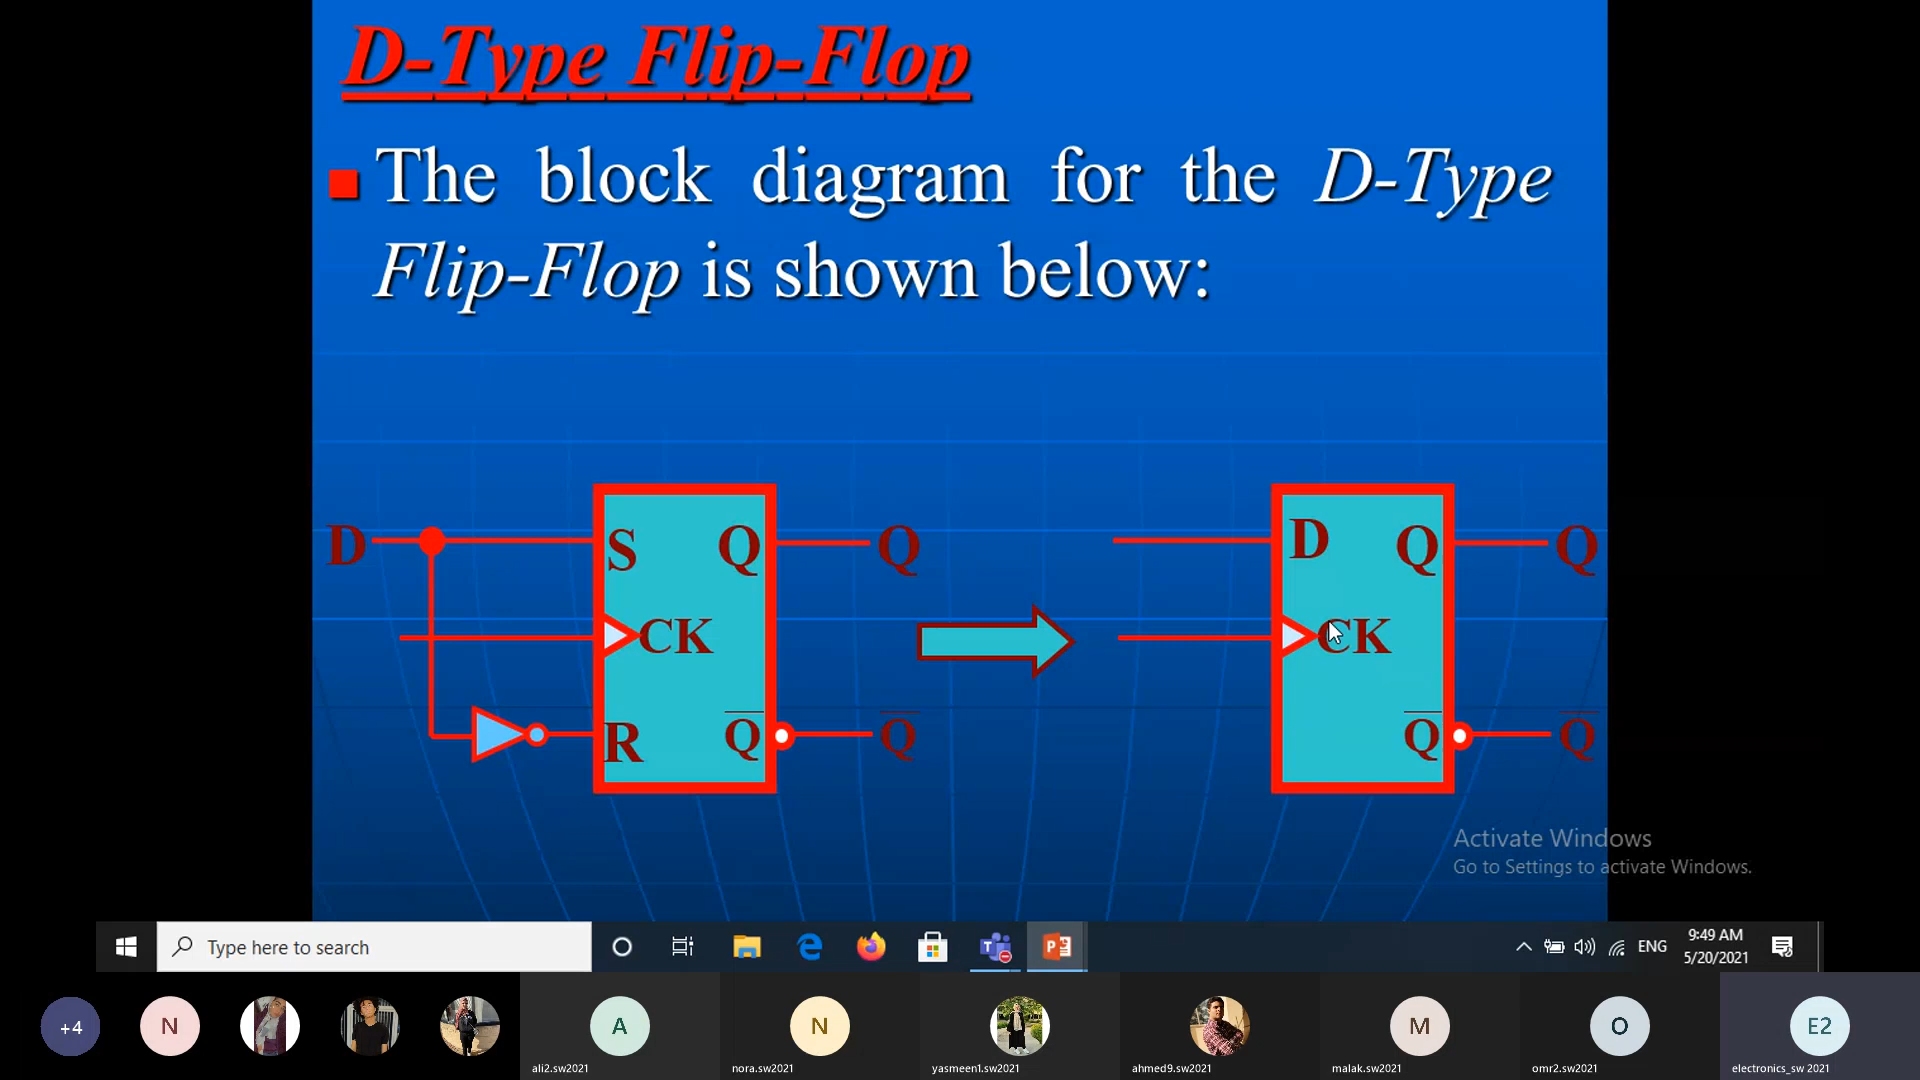 D-Type Flip-Flop
The block diagram for the D-Type
Flip-Flop is shown below:
D S Q Q D Q Q
CK CK
R Q̅ Q̅ Q̅ Q̅
Activate Windows
Go to Settings to activate Windows.
Type here to search
ENG
9:49 AM
5/20/2021
+4 N A N M O E2
ali2.sw2021 nora.sw2021 yasmeen1.sw2021 ahmed9.sw2021 malak.sw2021 omr2.sw2021 electronics_sw 2021